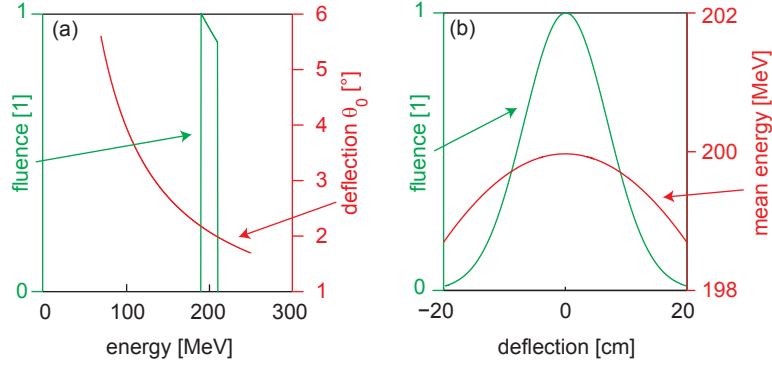 (a)
1
0
fluence [1]
0
100
200
300
energy [MeV]
6
5
4
3
2
1
deflection θ0 [°]
(b)
1
0
fluence [1]
−20
0
20
deflection [cm]
202
200
198
mean energy [MeV]